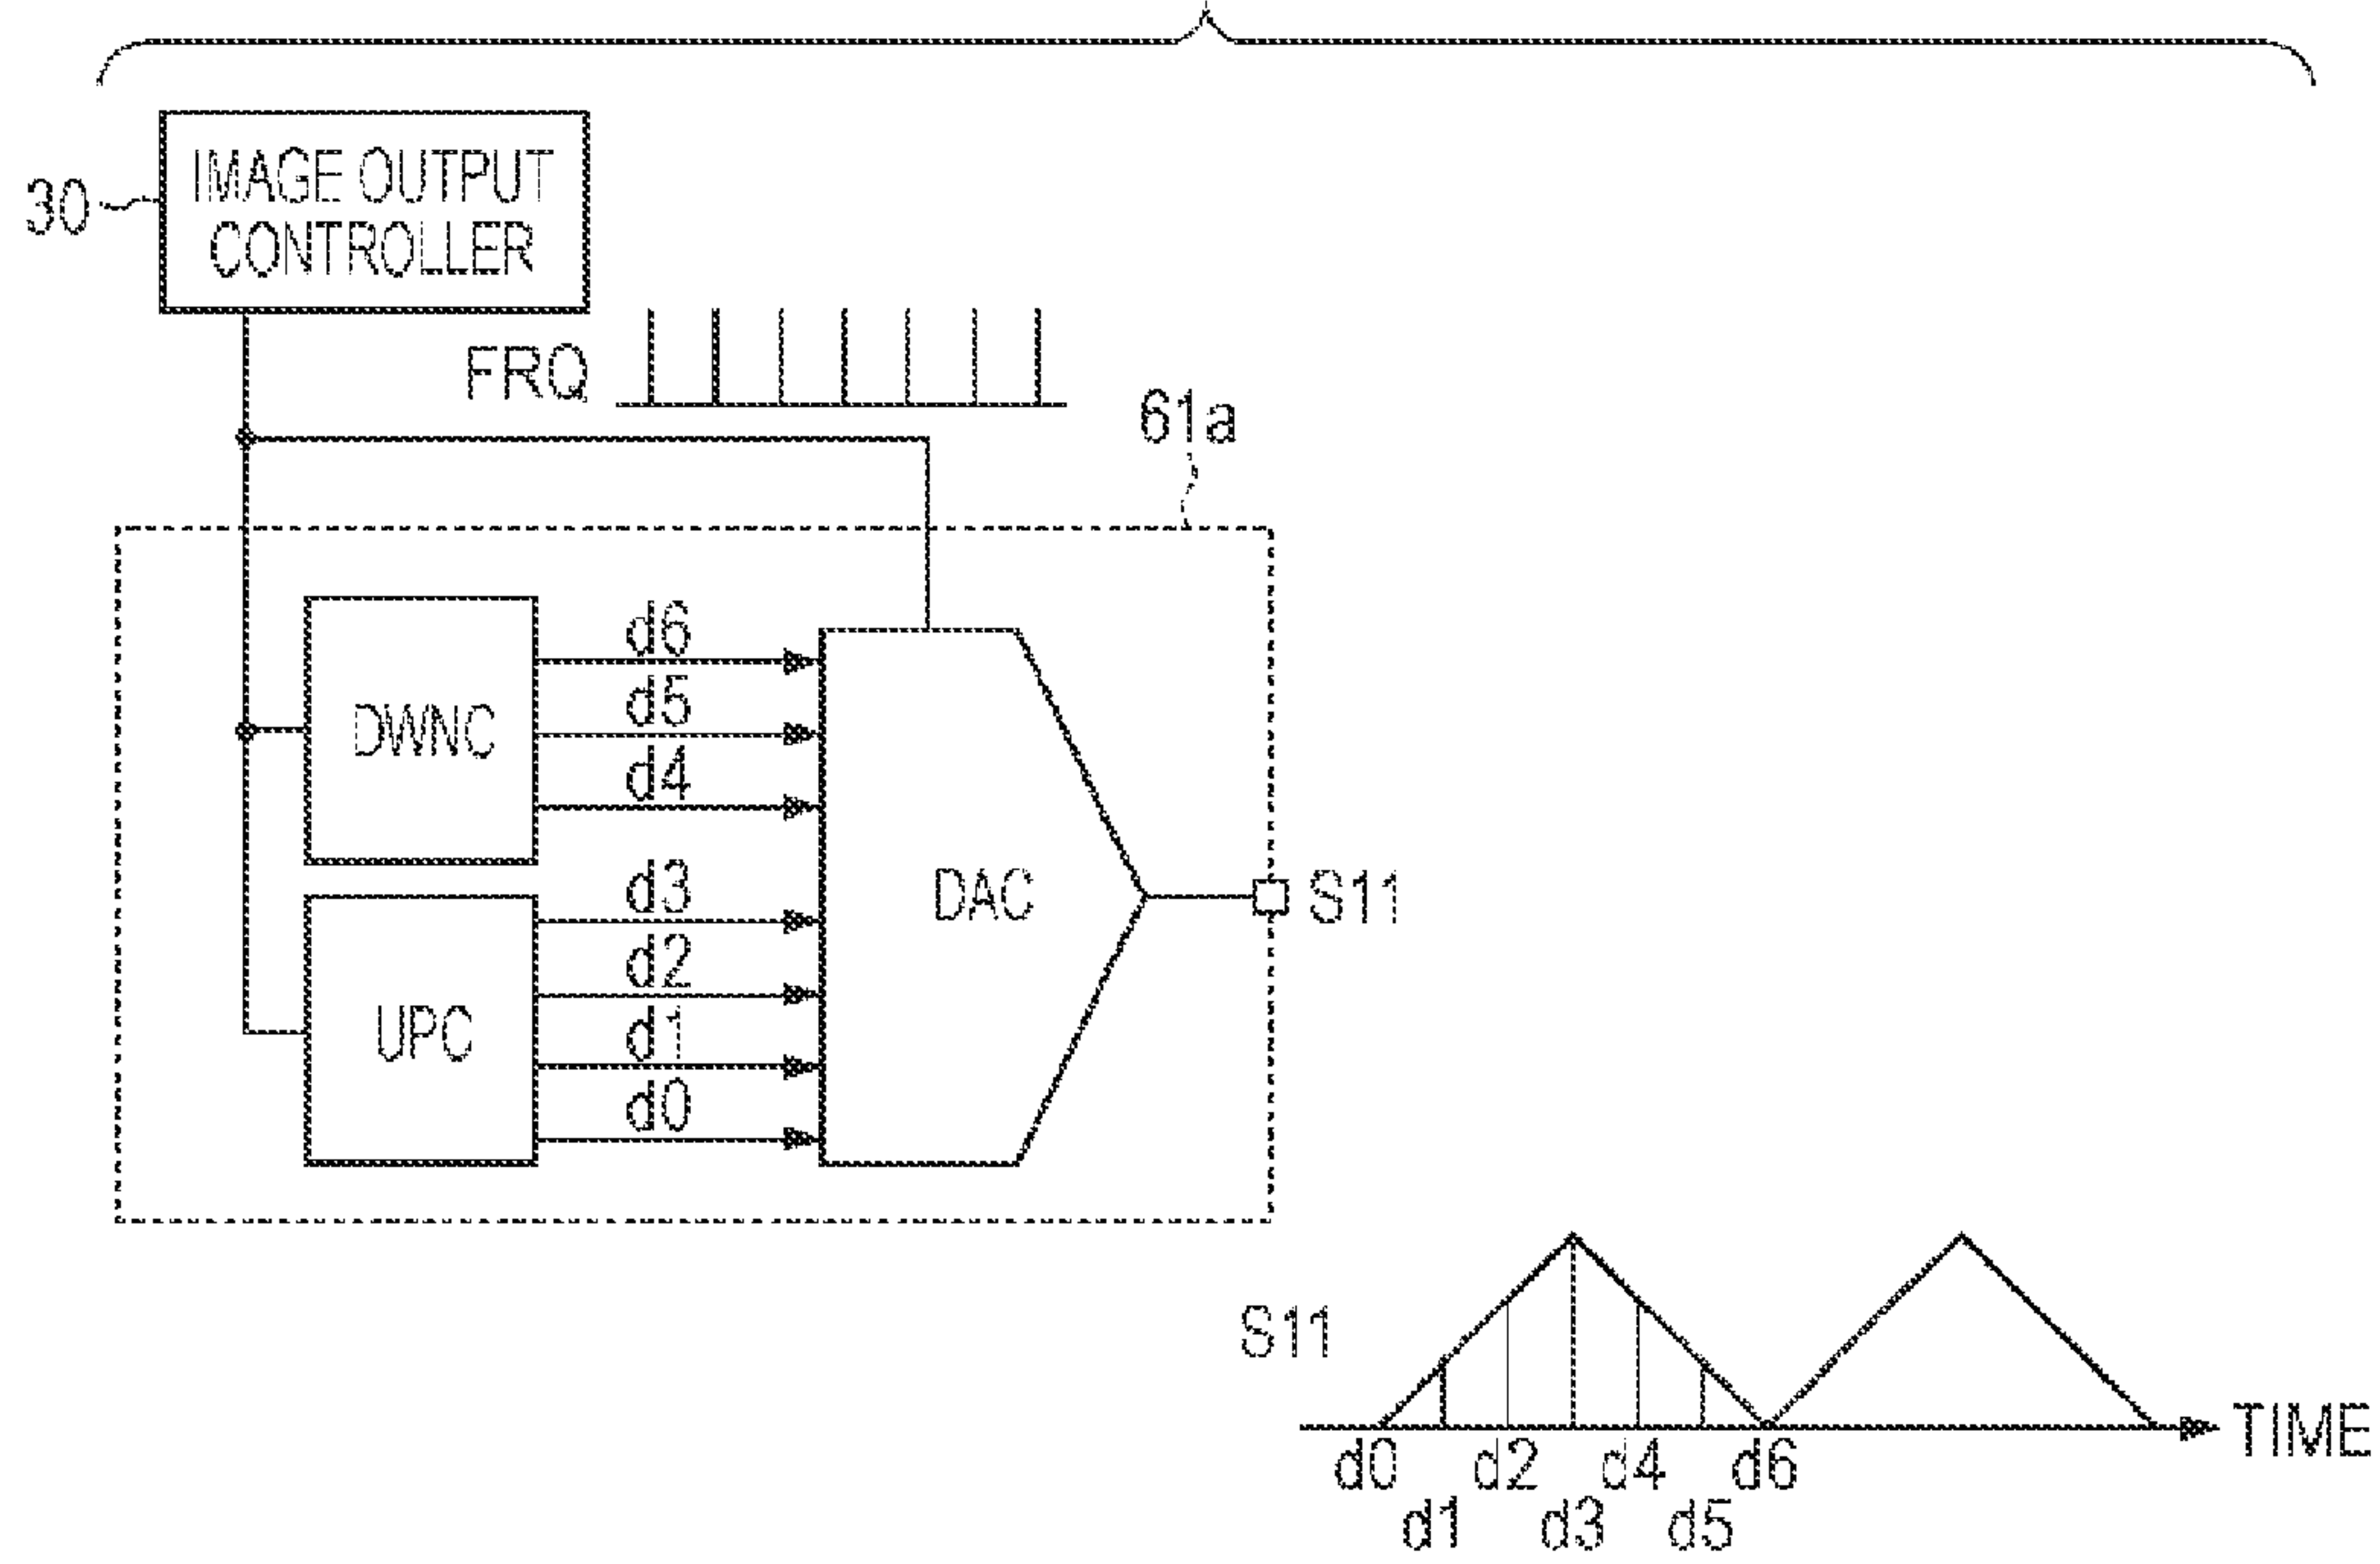 IMAGE OUTPUT
CONTROLLER
30
FRQ
61a
d6
d5
DWNC
d4
d3
DAC
S11
d2
UPC
d1
d0
S11
TIME
d0 d2 d4 d6
d1 d3 d5